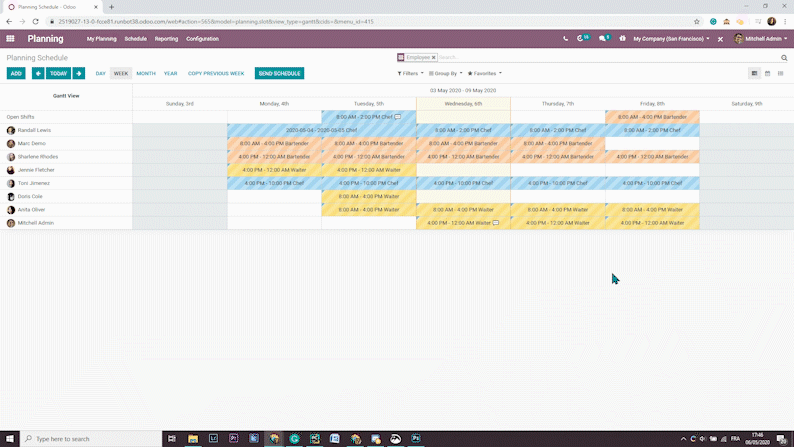 Planning Schedule - Odoo
2519627-13-0-fcxe81.runbot38.odoo.com/web#action=565&model=planning.slot&view_type=gantt&cids=&menu_id=415
Planning My Planning Schedule Reporting Configuration My Company (San Francisco) Mitchell Admin
Planning Schedule Employee Search...
ADD TODAY DAY WEEK MONTH YEAR COPY PREVIOUS WEEK SEND SCHEDULE Filters Group By Favorites
Gantt View 03 May 2020 - 09 May 2020
Sunday, 3rd Monday, 4th Tuesday, 5th Wednesday, 6th Thursday, 7th Friday, 8th Saturday, 9th
Open Shifts 8:00 AM - 2:00 PM Chef 8:00 AM - 4:00 PM Bartender
Randall Lewis 2020-05-04 - 2020-05-05 Chef 8:00 AM - 2:00 PM Chef 8:00 AM - 2:00 PM Chef 8:00 AM - 2:00 PM Chef
Marc Demo 8:00 AM - 4:00 PM Bartender 8:00 AM - 4:00 PM Bartender 8:00 AM - 4:00 PM Bartender 8:00 AM - 4:00 PM Bartender
Sharlene Rhodes 4:00 PM - 12:00 AM Bartender 4:00 PM - 12:00 AM Bartender 4:00 PM - 12:00 AM Bartender 4:00 PM - 12:00 AM Bartender 4:00 PM - 12:00 AM Bartender
Jennie Fletcher 4:00 PM - 12:00 AM Waiter 4:00 PM - 12:00 AM Waiter
Toni Jimenez 4:00 PM - 10:00 PM Chef 4:00 PM - 10:00 PM Chef 4:00 PM - 10:00 PM Chef 4:00 PM - 10:00 PM Chef 4:00 PM - 10:00 PM Chef
Doris Cole 8:00 AM - 4:00 PM Waiter
Anita Oliver 8:00 AM - 4:00 PM Waiter 8:00 AM - 4:00 PM Waiter 8:00 AM - 4:00 PM Waiter 8:00 AM - 4:00 PM Waiter
Mitchell Admin 4:00 PM - 12:00 AM Waiter 4:00 PM - 12:00 AM Waiter 4:00 PM - 12:00 AM Waiter
Type here to search FRA 17:46
06/05/2020